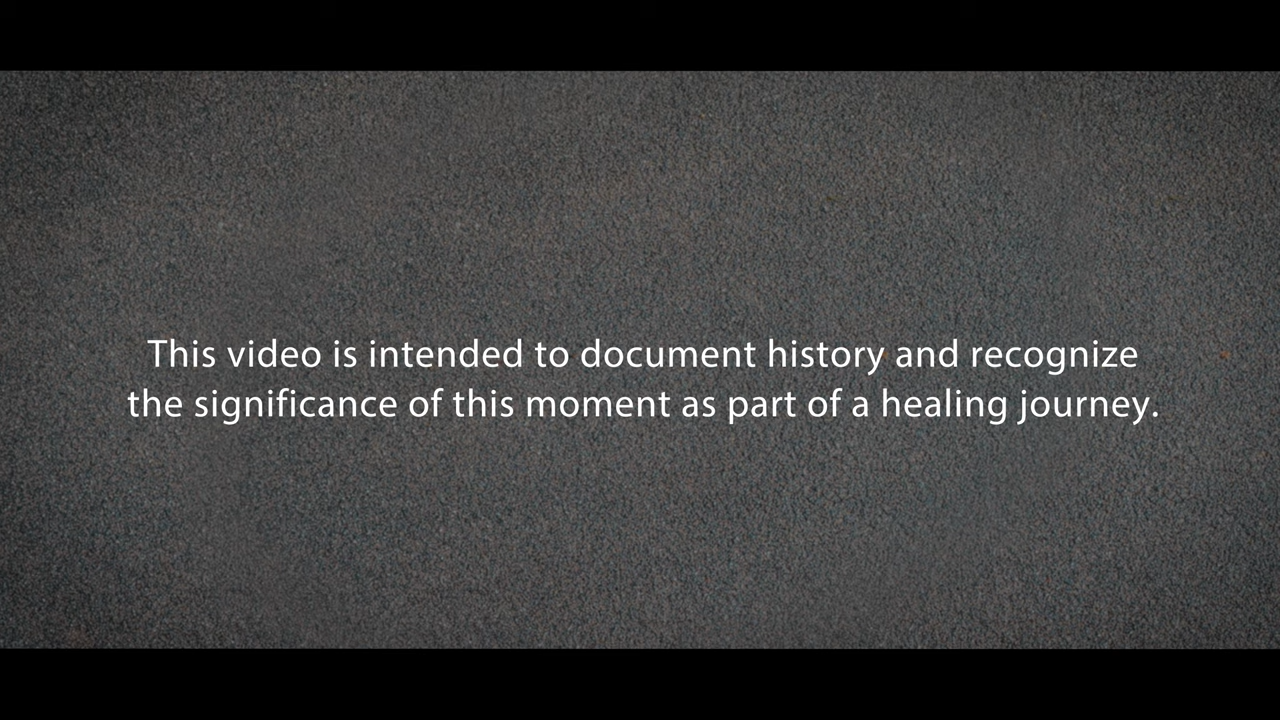 This video is intended to document history and recognize
the significance of this moment as part of a healing journey.